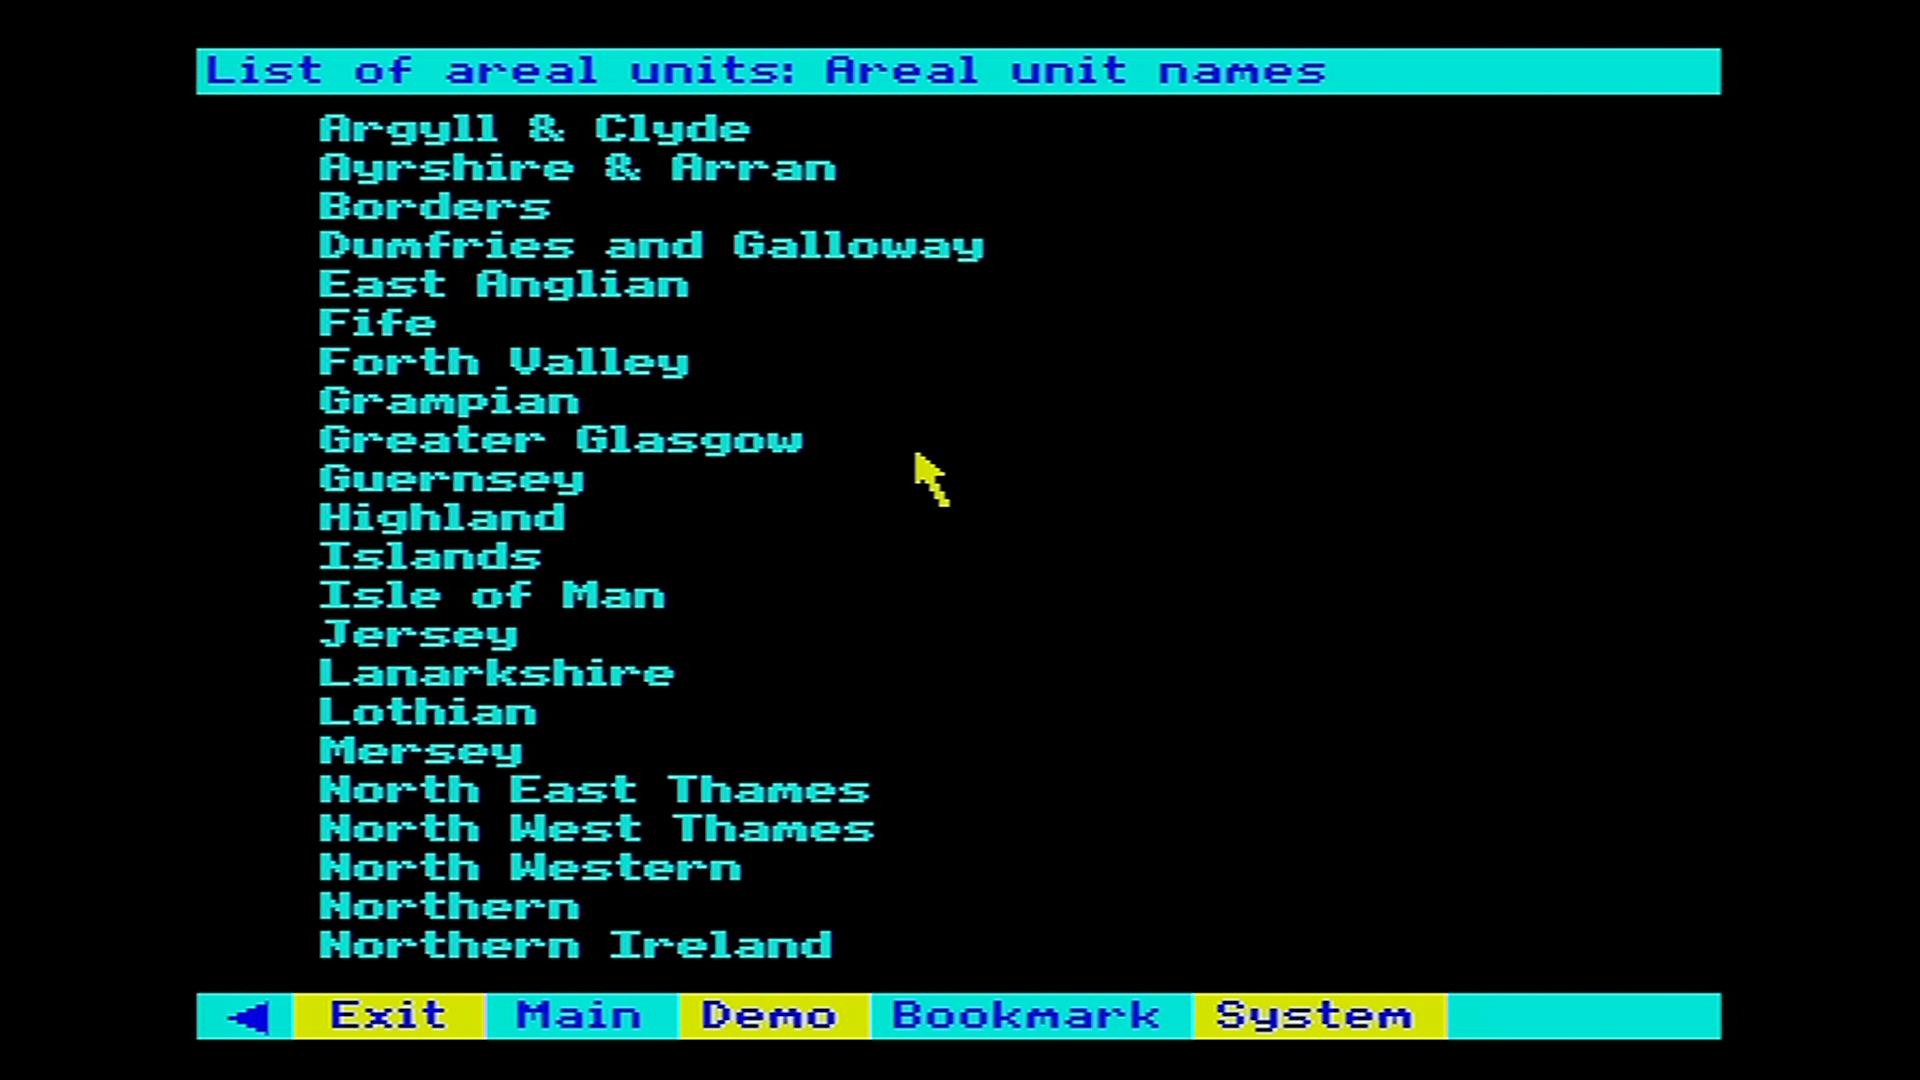 List of areal units: Areal unit names
Argyll & Clyde
Ayrshire & Arran
Borders
Dumfries and Galloway
East Anglian
Fife
Forth Valley
Grampian
Greater Glasgow
Guernsey
Highland
Islands
Isle of Man
Jersey
Lanarkshire
Lothian
Mersey
North East Thames
North West Thames
North Western
Northern
Northern Ireland
Exit Main Demo Bookmark System